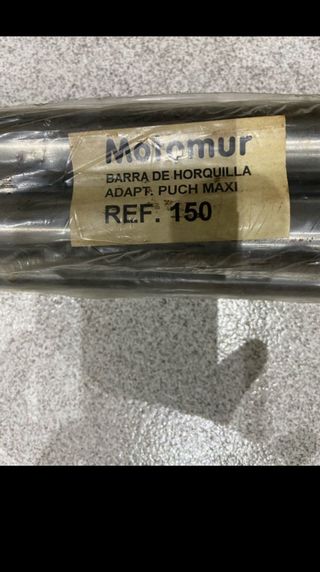 Motomur
BARRA DE HORQUILLA
ADAPT. PUCH MAXI
REF. 150